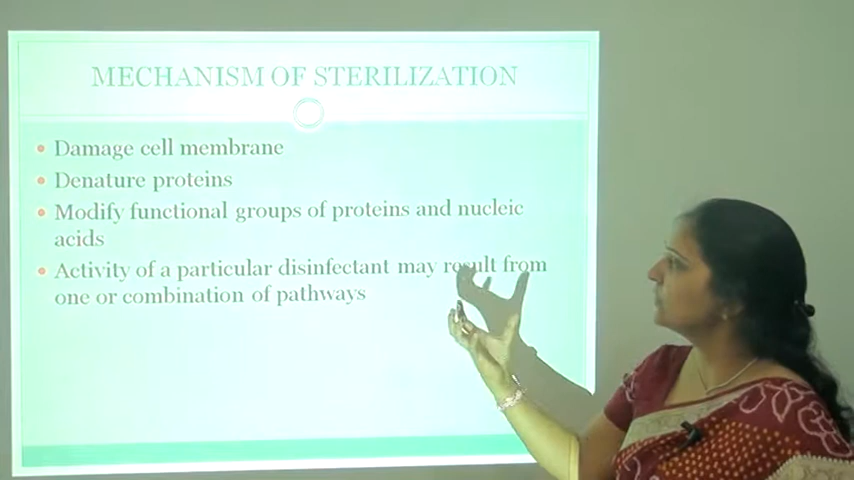 MECHANISM OF STERILIZATION
Damage cell membrane
Denature proteins
Modify functional groups of proteins and nucleic
acids
Activity of a particular disinfectant may result from
one or combination of pathways